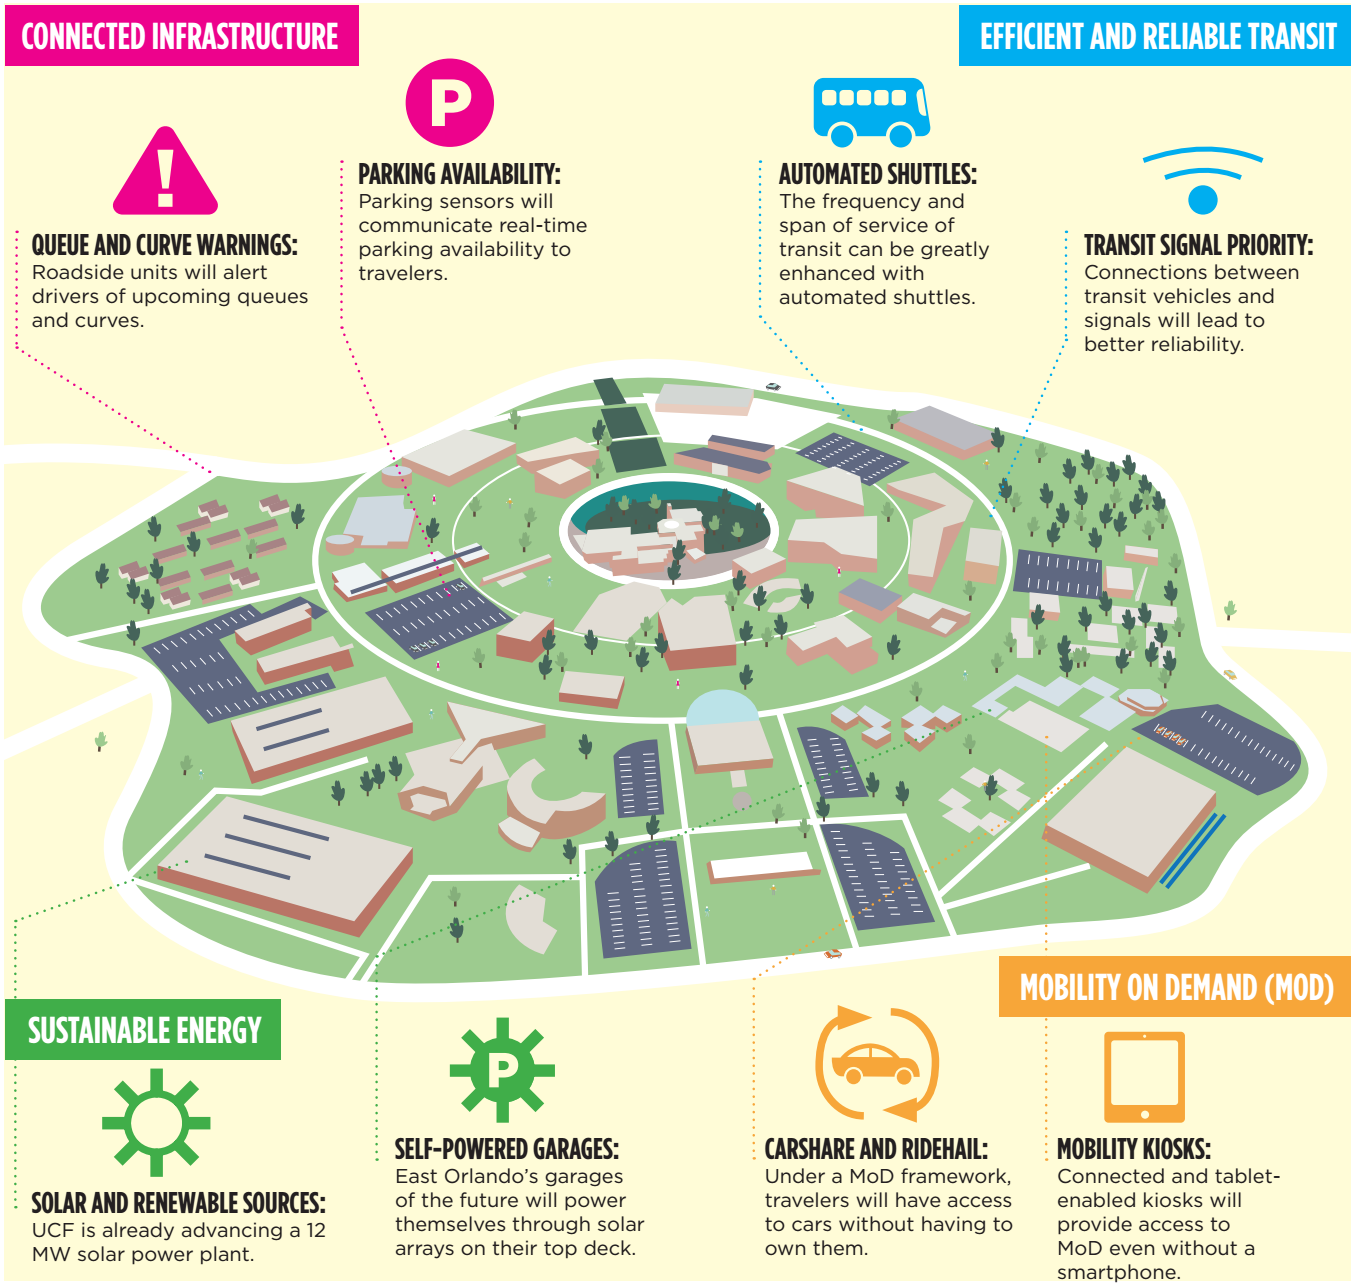 CONNECTED INFRASTRUCTURE
EFFICIENT AND RELIABLE TRANSIT
P
!
QUEUE AND CURVE WARNINGS:
Roadside units will alert
drivers of upcoming queues
and curves.
PARKING AVAILABILITY:
Parking sensors will
communicate real-time
parking availability to
travelers.
AUTOMATED SHUTTLES:
The frequency and
span of service of
transit can be greatly
enhanced with
automated shuttles.
TRANSIT SIGNAL PRIORITY:
Connections between
transit vehicles and
signals will lead to
better reliability.
SUSTAINABLE ENERGY
MOBILITY ON DEMAND (MOD)
SOLAR AND RENEWABLE SOURCES:
UCF is already advancing a 12
MW solar power plant.
P
SELF-POWERED GARAGES:
East Orlando’s garages
of the future will power
themselves through solar
arrays on their top deck.
CARSHARE AND RIDEHAIL:
Under a MoD framework,
travelers will have access
to cars without having to
own them.
MOBILITY KIOSKS:
Connected and tablet-
enabled kiosks will
provide access to
MoD even without a
smartphone.